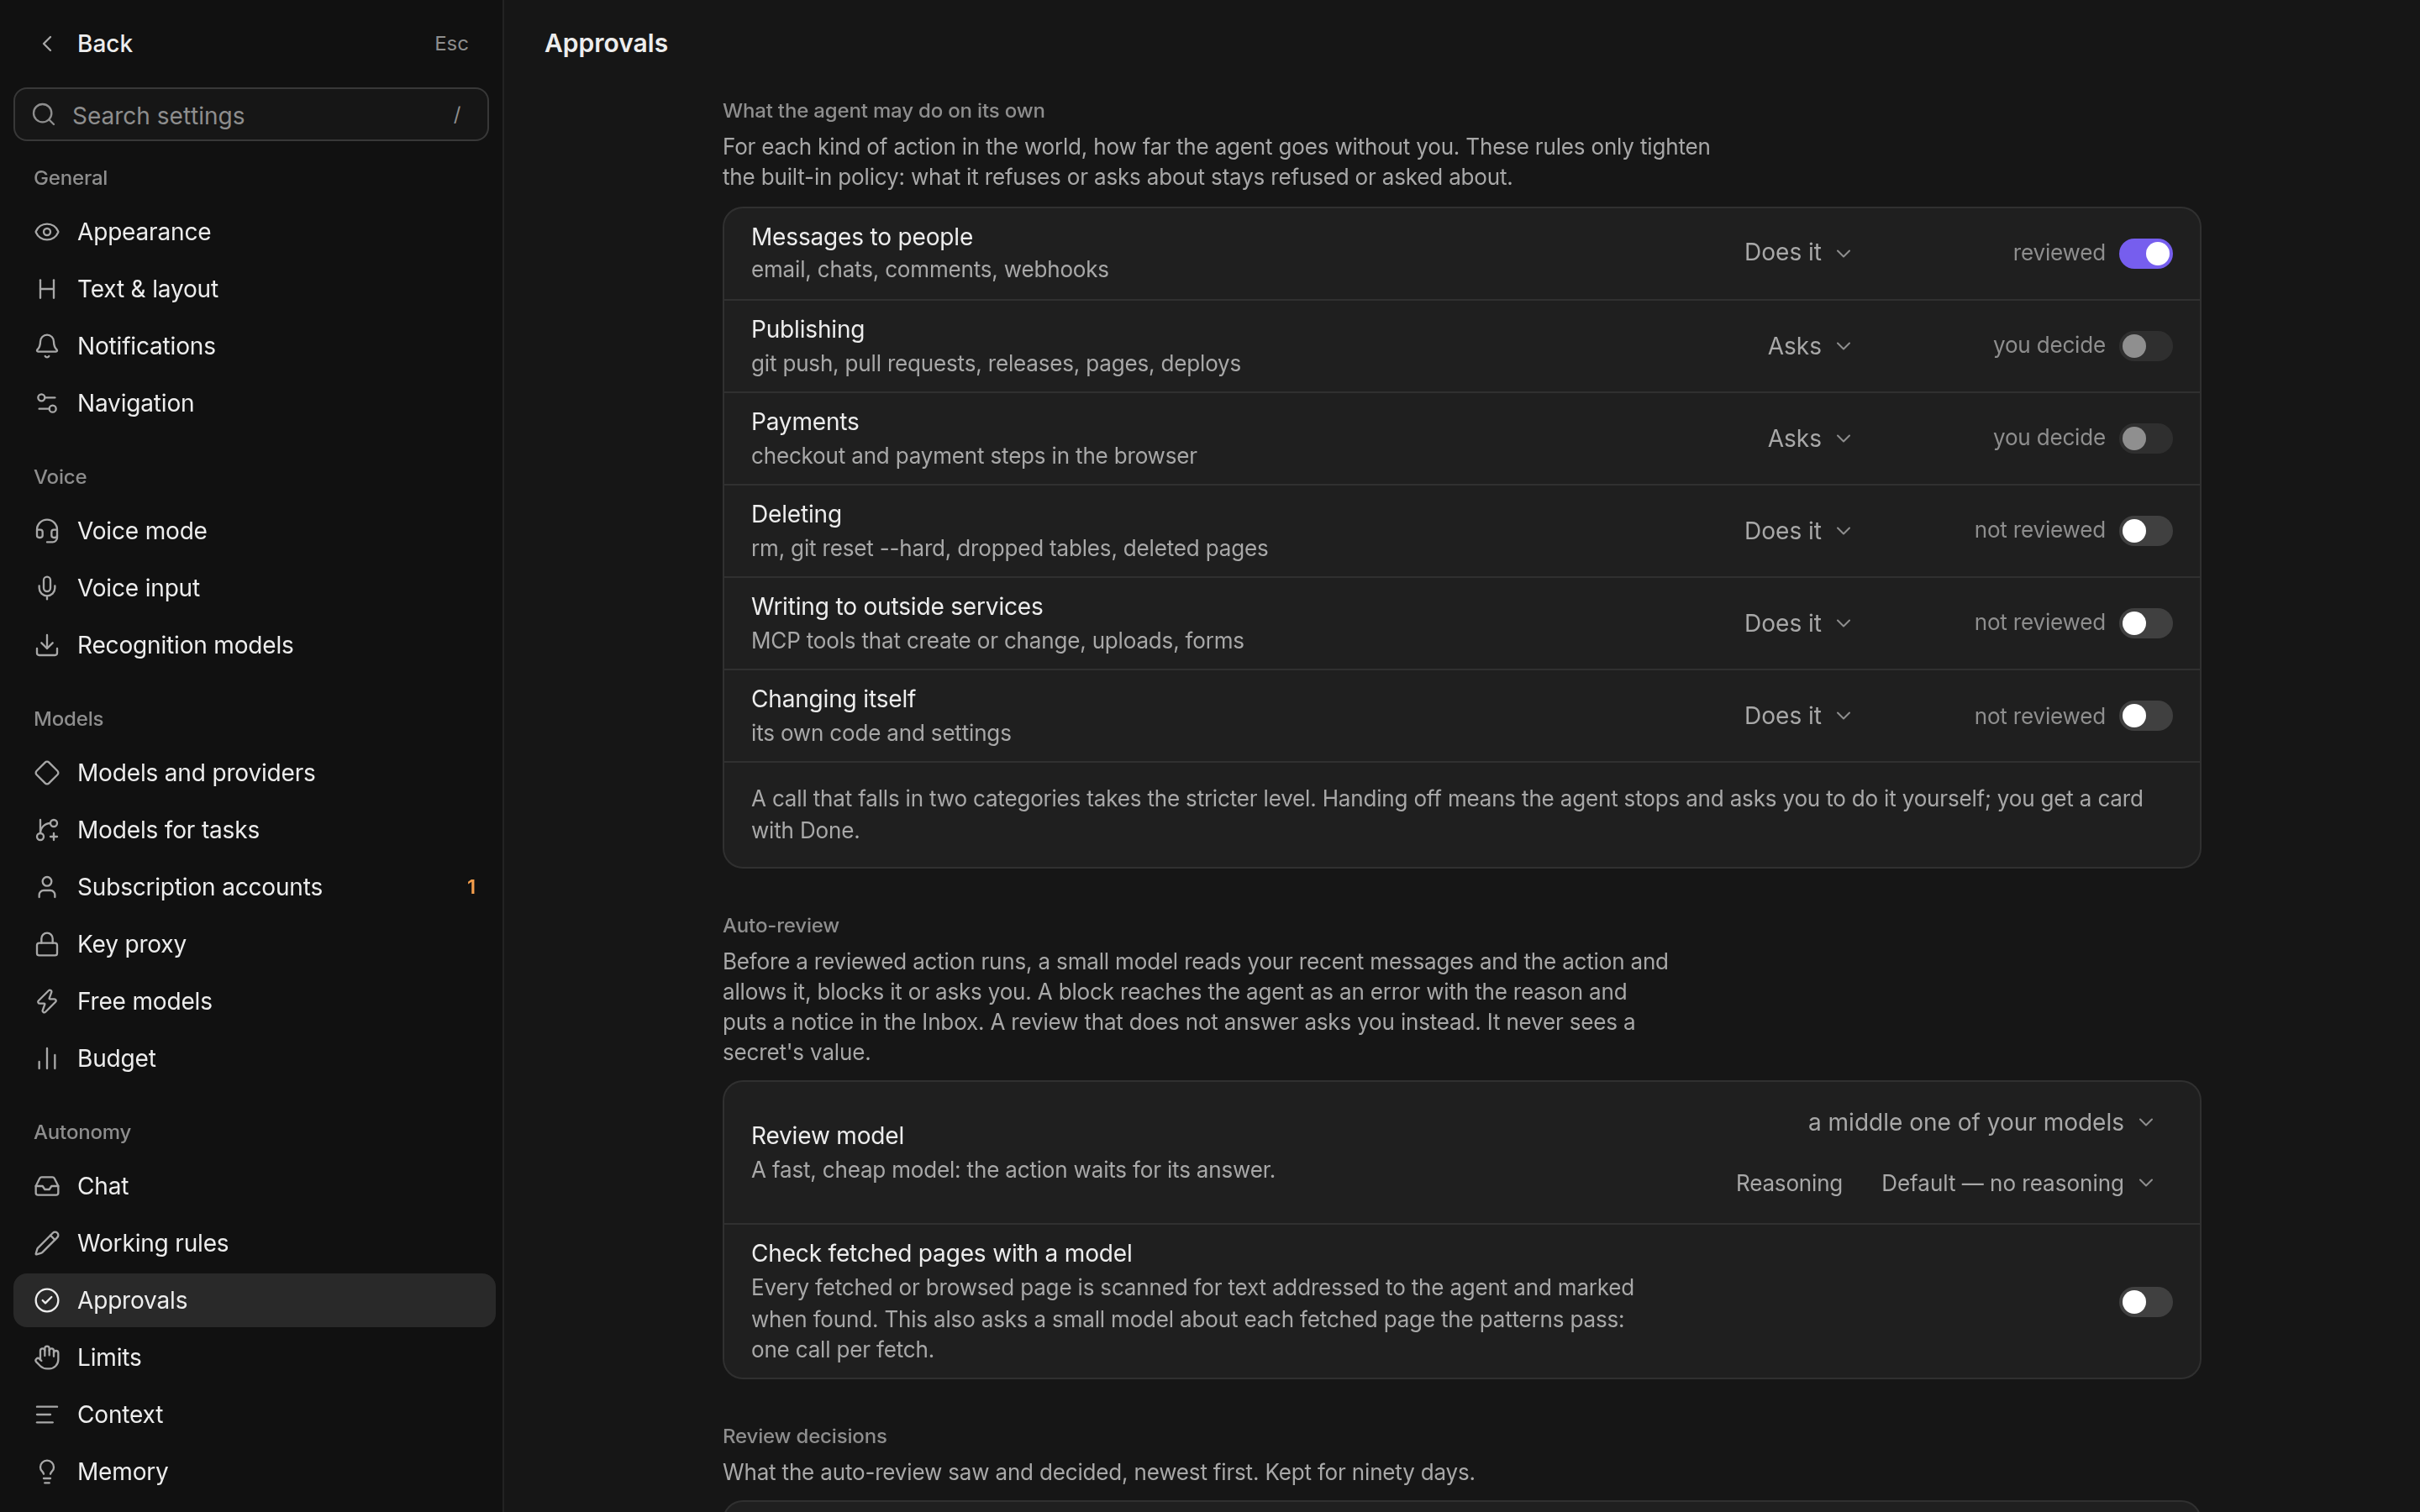 Back
Esc
Search settings
/
General
Appearance
Text & layout
Notifications
Navigation
Voice
Voice mode
Voice input
Recognition models
Models
Models and providers
Models for tasks
Subscription accounts
1
Key proxy
Free models
Budget
Autonomy
Chat
Working rules
Approvals
Limits
Context
Memory
Approvals
What the agent may do on its own
For each kind of action in the world, how far the agent goes without you. These rules only tighten
the built-in policy: what it refuses or asks about stays refused or asked about.
Messages to people
email, chats, comments, webhooks
Does it
reviewed
Publishing
git push, pull requests, releases, pages, deploys
Asks
you decide
Payments
checkout and payment steps in the browser
Asks
you decide
Deleting
rm, git reset --hard, dropped tables, deleted pages
Does it
not reviewed
Writing to outside services
MCP tools that create or change, uploads, forms
Does it
not reviewed
Changing itself
its own code and settings
Does it
not reviewed
A call that falls in two categories takes the stricter level. Handing off means the agent stops and asks you to do it yourself; you get a card
with Done.
Auto-review
Before a reviewed action runs, a small model reads your recent messages and the action and
allows it, blocks it or asks you. A block reaches the agent as an error with the reason and
puts a notice in the Inbox. A review that does not answer asks you instead. It never sees a
secret's value.
Review model
A fast, cheap model: the action waits for its answer.
a middle one of your models
Reasoning
Default — no reasoning
Check fetched pages with a model
Every fetched or browsed page is scanned for text addressed to the agent and marked
when found. This also asks a small model about each fetched page the patterns pass:
one call per fetch.
Review decisions
What the auto-review saw and decided, newest first. Kept for ninety days.